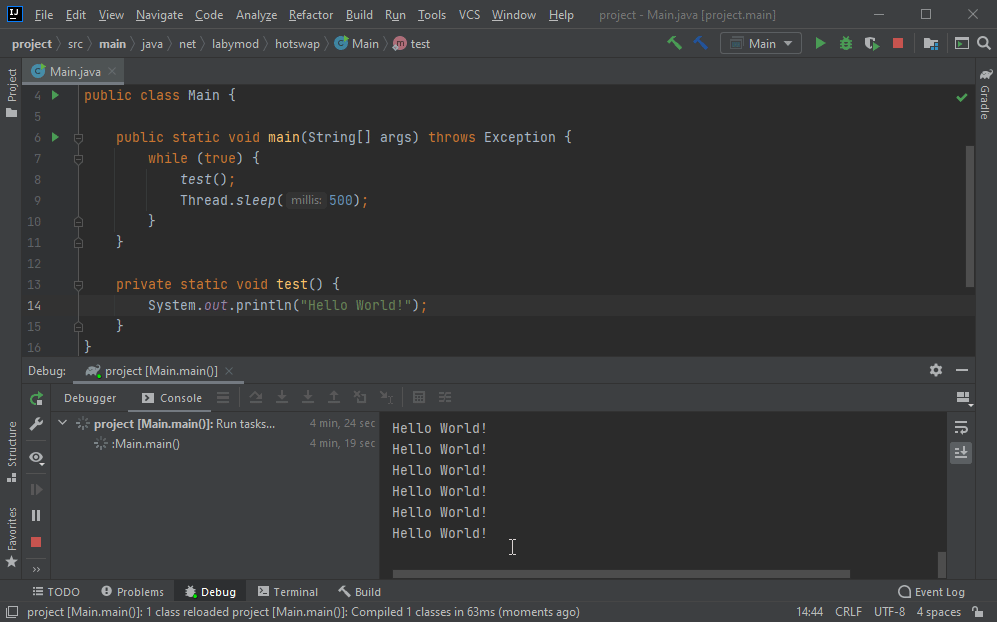 IJ File Edit View Navigate Code Analyze Refactor Build Run Tools VCS Window Help project - Main.java [project.main]
project src main java net labymod hotswap C Main m test Main
Project
C Main.java
Gradle
4 public class Main {
5
6 public static void main(String[] args) throws Exception {
7 while (true) {
8 test();
9 Thread.sleep( millis: 500);
10 }
11 }
12
13 private static void test() {
14 System.out.println("Hello World!");
15 }
16 }
Debug: project [Main.main()]
Debugger Console
project [Main.main()]: Run tasks... 4 min, 24 sec
:Main.main() 4 min, 19 sec
Hello World!
Hello World!
Hello World!
Hello World!
Hello World!
Hello World!
Structure
Favorites
TODO Problems Debug Terminal Build Event Log
project [Main.main()]: 1 class reloaded project [Main.main()]: Compiled 1 classes in 63ms (moments ago) 14:44 CRLF UTF-8 4 spaces